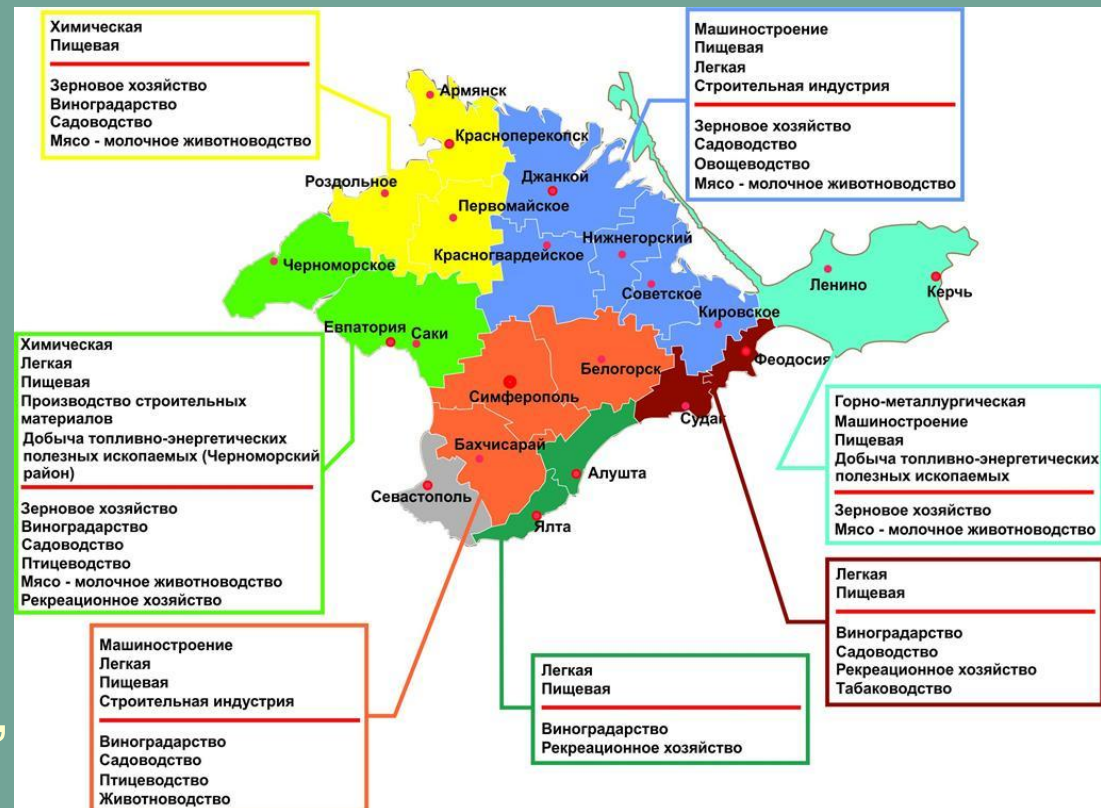 Химическая
Пищевая
Зерновое хозяйство
Виноградарство
Садоводство
Мясо - молочное животноводство
Машиностроение
Пищевая
Легкая
Строительная индустрия
Зерновое хозяйство
Садоводство
Овощеводство
Мясо - молочное животноводство
Армянск
Красноперекопск
Джанкой
Роздольное
Первомайское
Нижнегорский
Красногвардейское
Черноморское
Советское
Ленино
Керчь
Кировское
Евпатория
Саки
Феодосия
Белогорск
Симферополь
Судак
Бахчисарай
Алушта
Севастополь
Ялта
Химическая
Легкая
Пищевая
Производство строительных
материалов
Добыча топливно-энергетических
полезных ископаемых (Черноморский
район)
Зерновое хозяйство
Виноградарство
Садоводство
Птицеводство
Мясо - молочное животноводство
Рекреационное хозяйство
Горно-металлургическая
Машиностроение
Пищевая
Добыча топливно-энергетических
полезных ископаемых
Зерновое хозяйство
Мясо - молочное животноводство
Машиностроение
Легкая
Пищевая
Строительная индустрия
Виноградарство
Садоводство
Птицеводство
Животноводство
Легкая
Пищевая
Виноградарство
Рекреационное хозяйство
Легкая
Пищевая
Виноградарство
Садоводство
Рекреационное хозяйство
Табаководство